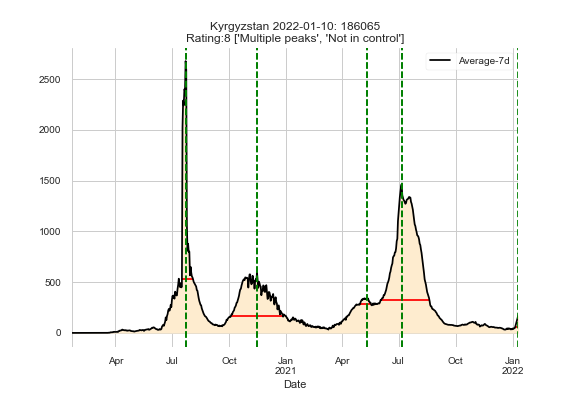 Kyrgyzstan 2022-01-10: 186065
Rating:8 ['Multiple peaks', 'Not in control']
Average-7d
2500
2000
1500
1000
500
0
Apr Jul Oct Jan Apr Jul Oct Jan
2021 2022
Date